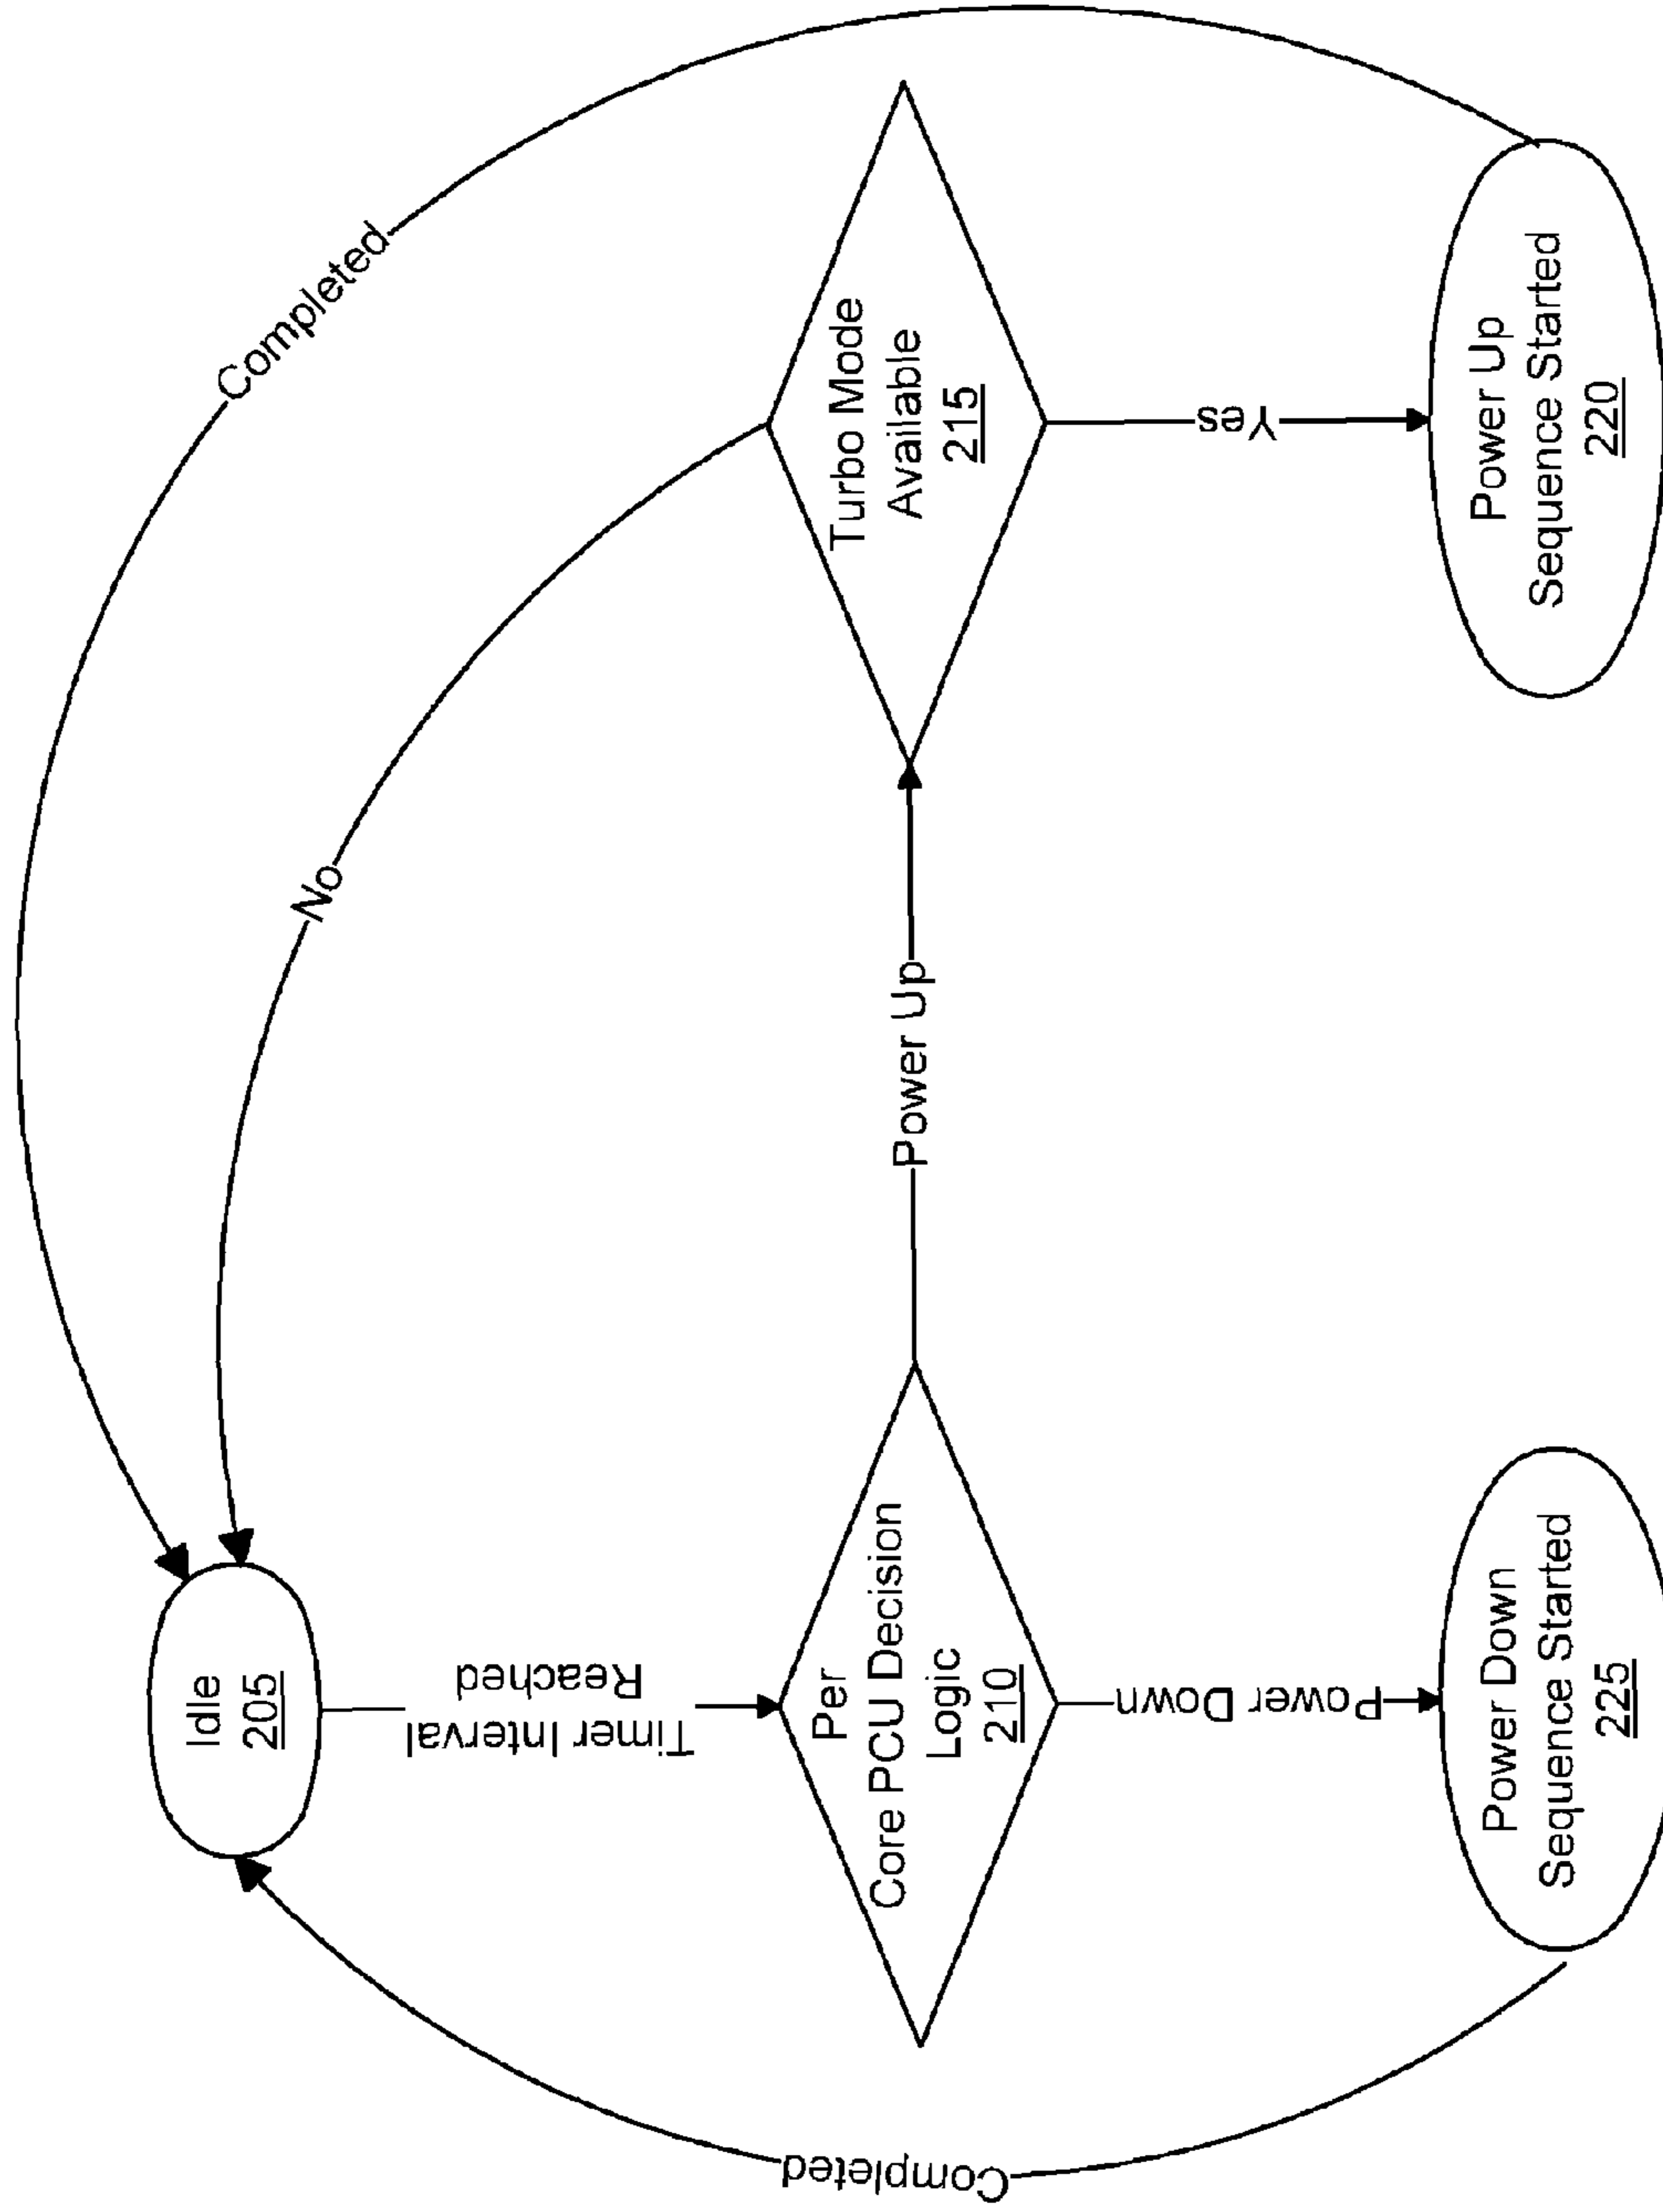 Idle
205
Timer Interval
Reached
Per
Core PCU Decision
Logic
210
Power Down
Power Down
Sequence Started
225
Completed
Power Up
Turbo Mode
Available
215
No
Yes
Power Up
Sequence Started
220
Completed